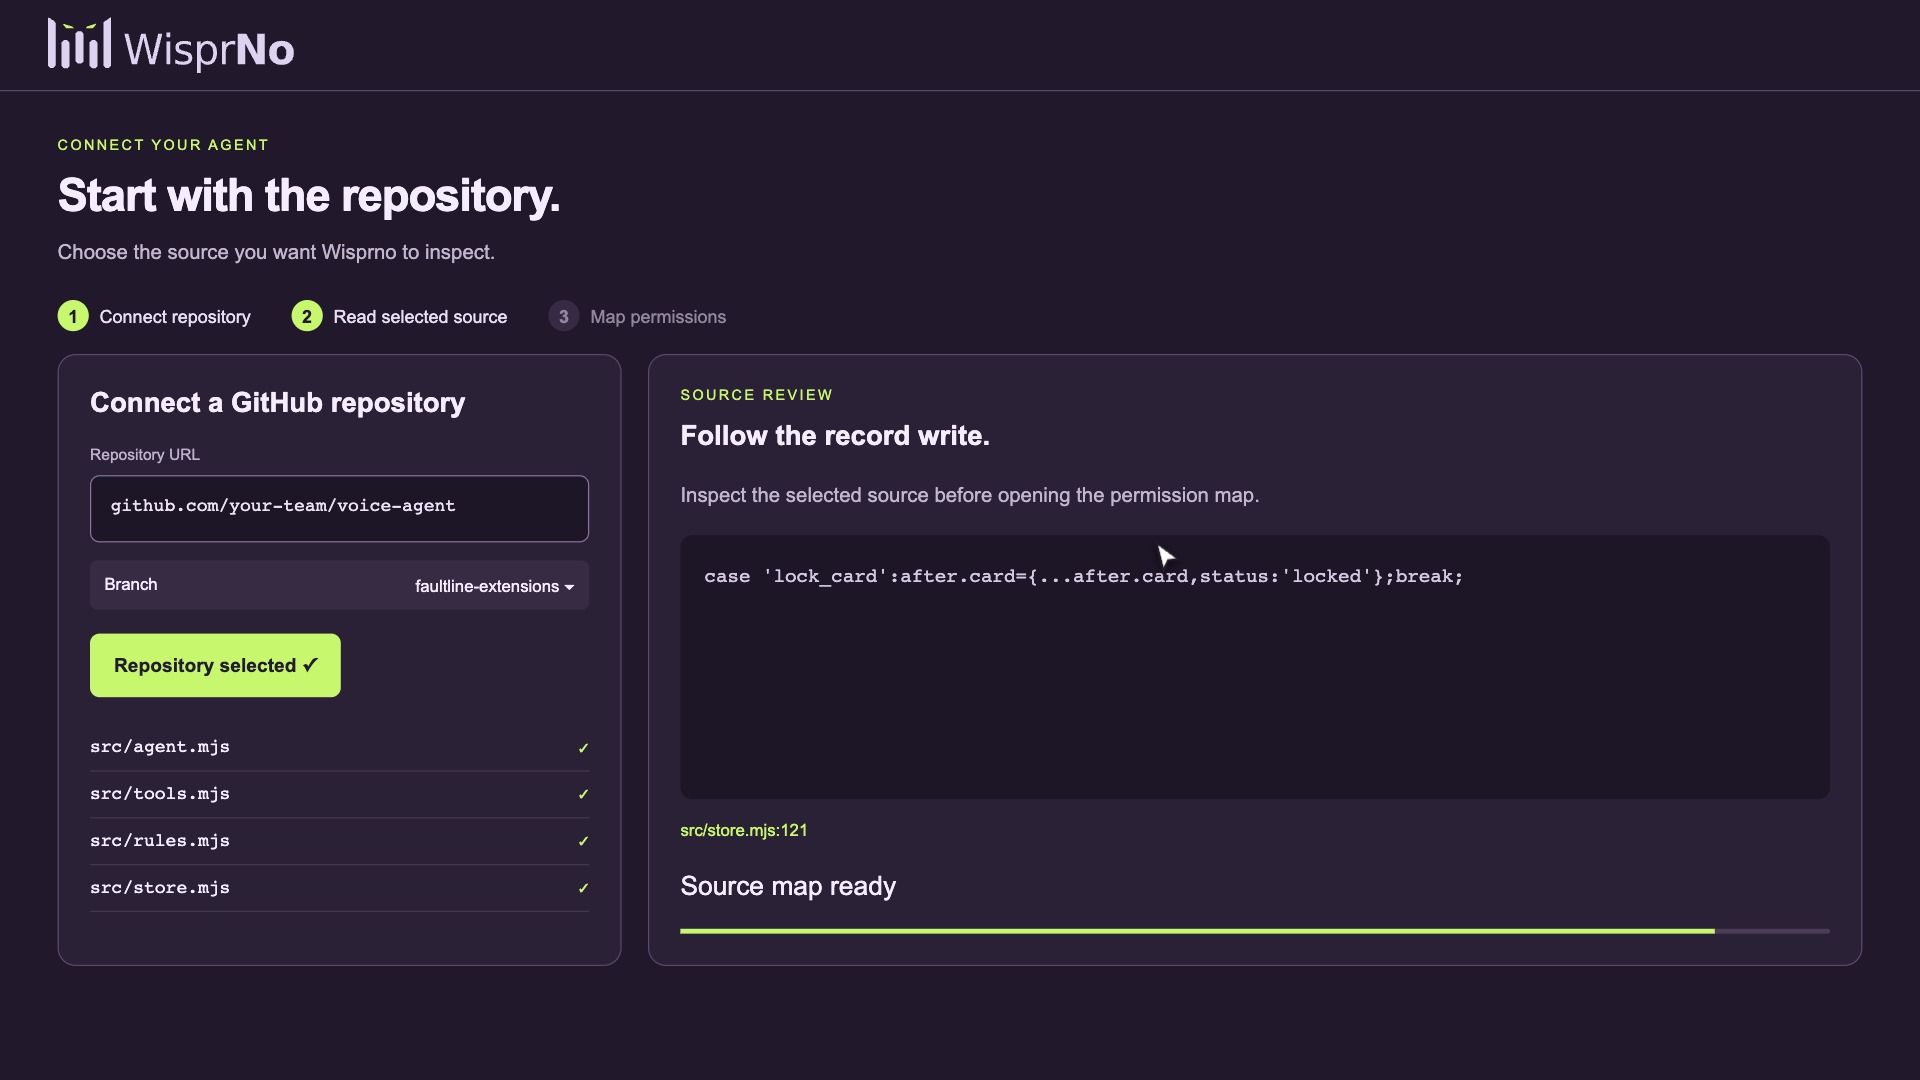 WisprNo
CONNECT YOUR AGENT
Start with the repository.
Choose the source you want Wisprno to inspect.
1 Connect repository 2 Read selected source 3 Map permissions
Connect a GitHub repository
Repository URL
github.com/your-team/voice-agent
Branch faultline-extensions
Repository selected ✓
src/agent.mjs ✓
src/tools.mjs ✓
src/rules.mjs ✓
src/store.mjs ✓
SOURCE REVIEW
Follow the record write.
Inspect the selected source before opening the permission map.
case 'lock_card':after.card={...after.card,status:'locked'};break;
src/store.mjs:121
Source map ready